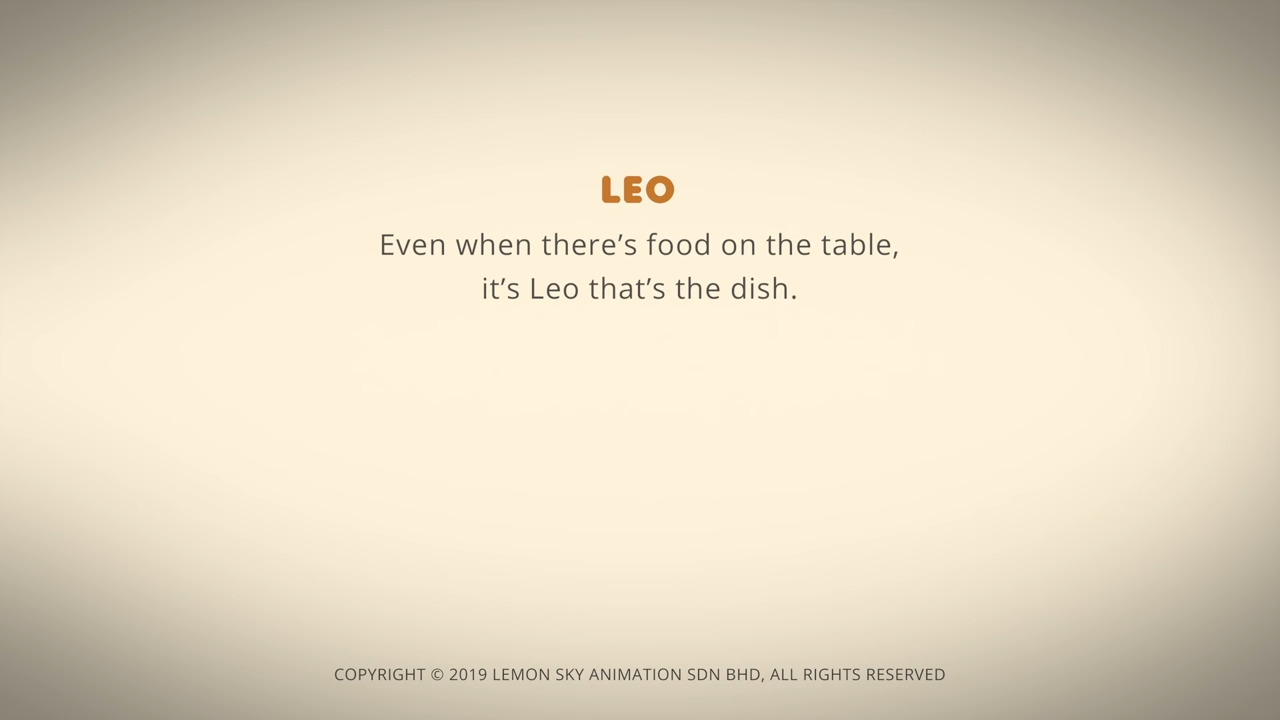 LEO
Even when there’s food on the table,
it’s Leo that’s the dish.
COPYRIGHT © 2019 LEMON SKY ANIMATION SDN BHD, ALL RIGHTS RESERVED